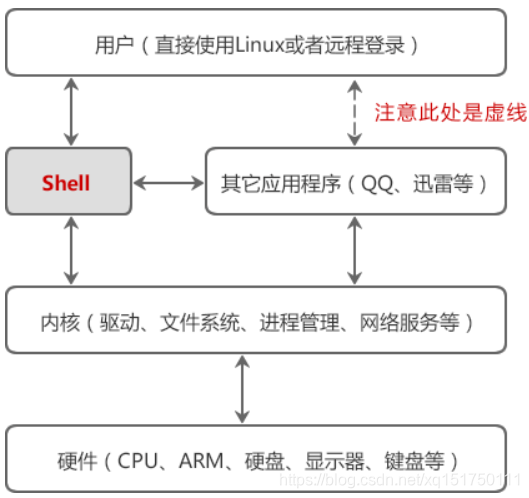 用户（直接使用Linux或者远程登录）
注意此处是虚线
Shell
其它应用程序（QQ、迅雷等）
内核（驱动、文件系统、进程管理、网络服务等）
硬件（CPU、ARM、硬盘、显示器、键盘等）
https://blog.csdn.net/xq151750111